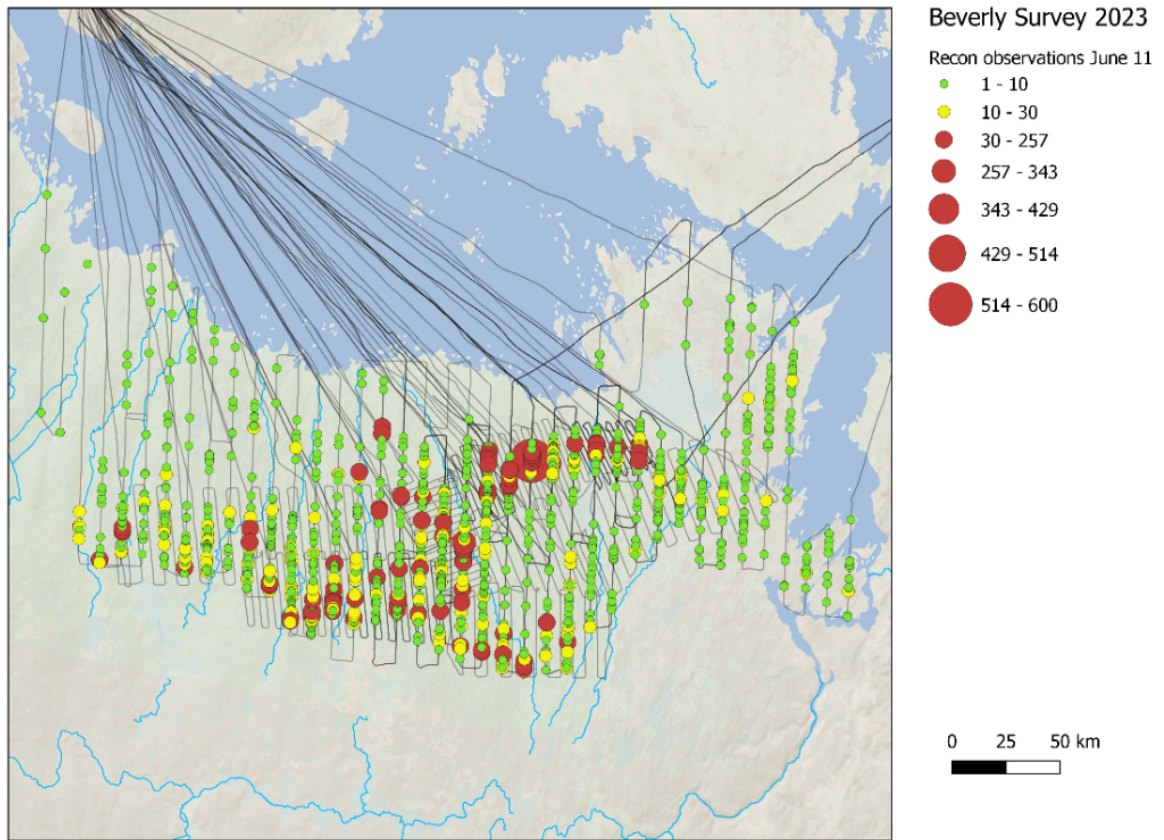 Beverly Survey 2023
Recon observations June 11
1 - 10
10 - 30
30 - 257
257 - 343
343 - 429
429 - 514
514 - 600
0 25 50 km